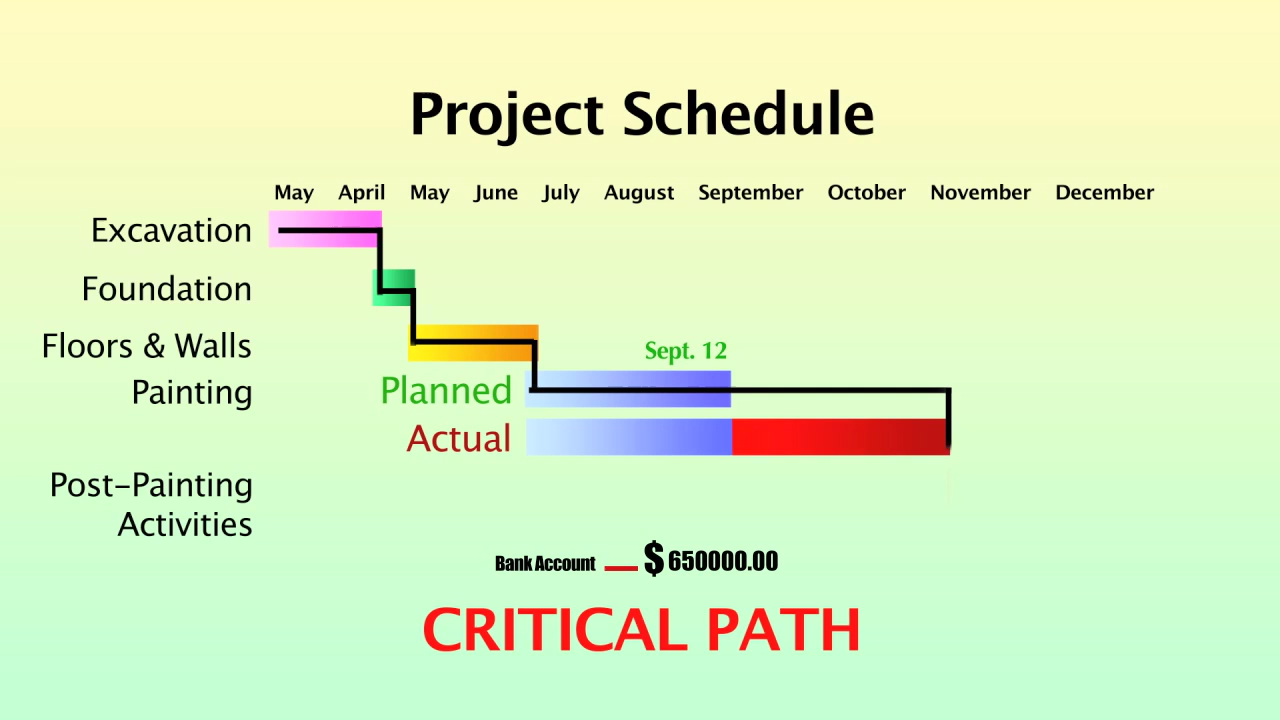 Project Schedule
May April May June July August September October November December
Excavation
Foundation
Floors & Walls
Sept. 12
Painting Planned
Actual
Post-Painting
Activities
Bank Account — $ 650000.00
CRITICAL PATH